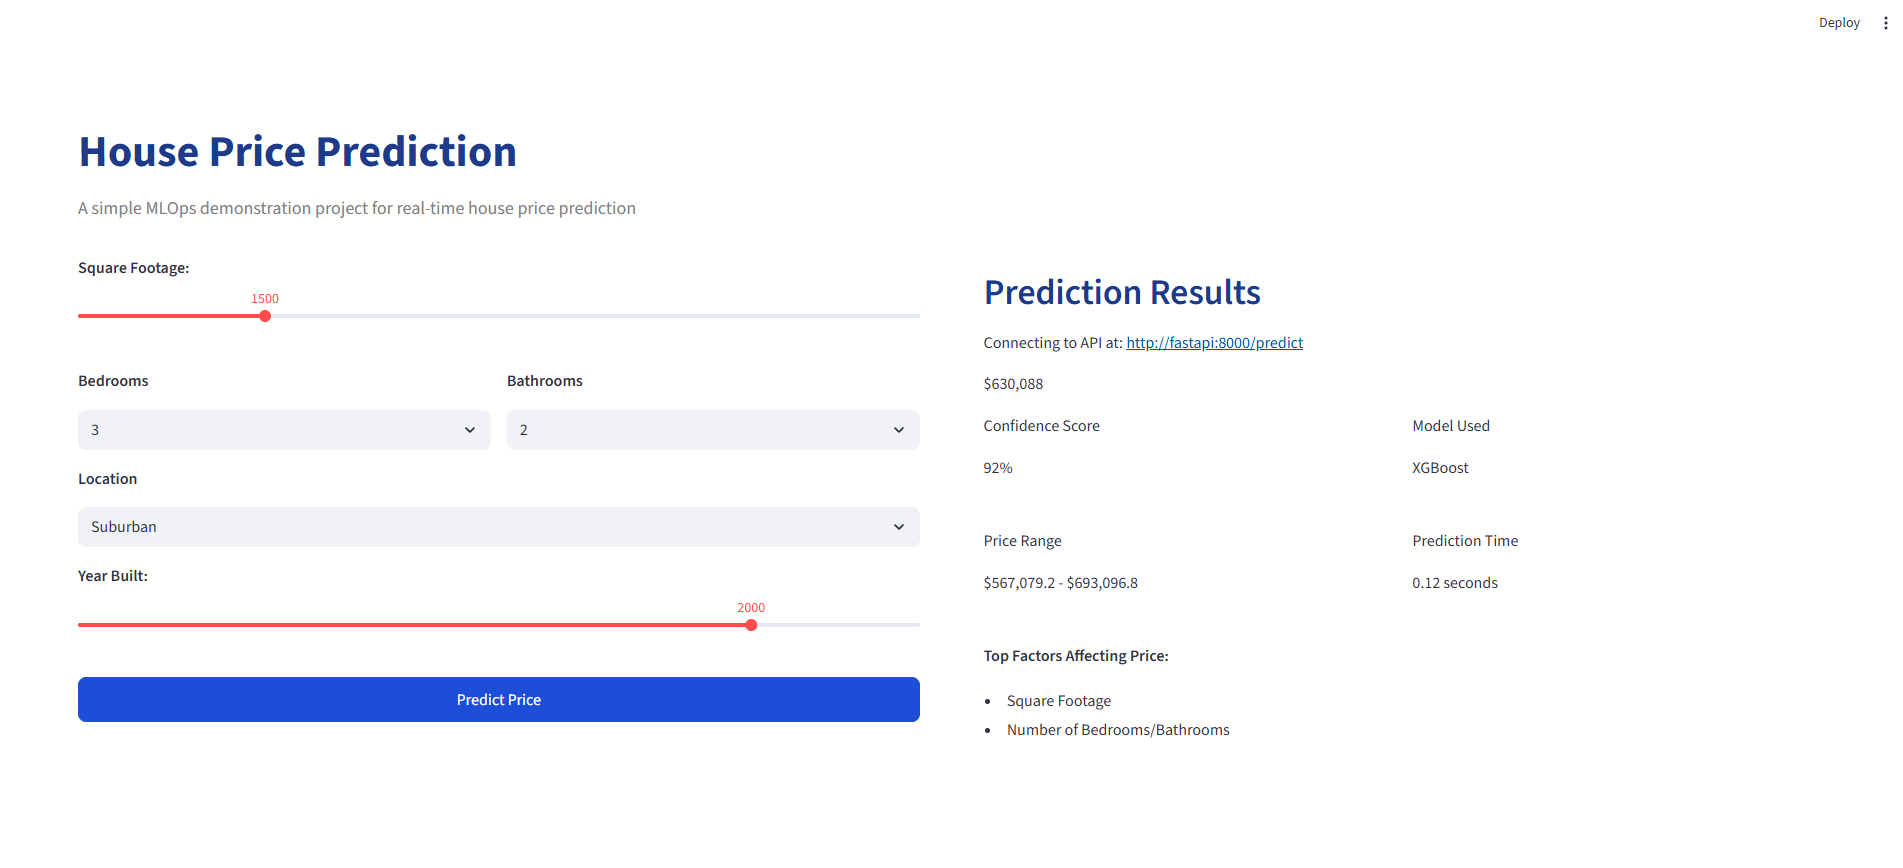 Deploy
House Price Prediction
A simple MLOps demonstration project for real-time house price prediction
Square Footage:
1500
Bedrooms
Bathrooms
3
2
Location
Suburban
Year Built:
2000
Predict Price
Prediction Results
Connecting to API at: http://fastapi:8000/predict
$630,088
Confidence Score
Model Used
92%
XGBoost
Price Range
Prediction Time
$567,079.2 - $693,096.8
0.12 seconds
Top Factors Affecting Price:
• Square Footage
• Number of Bedrooms/Bathrooms